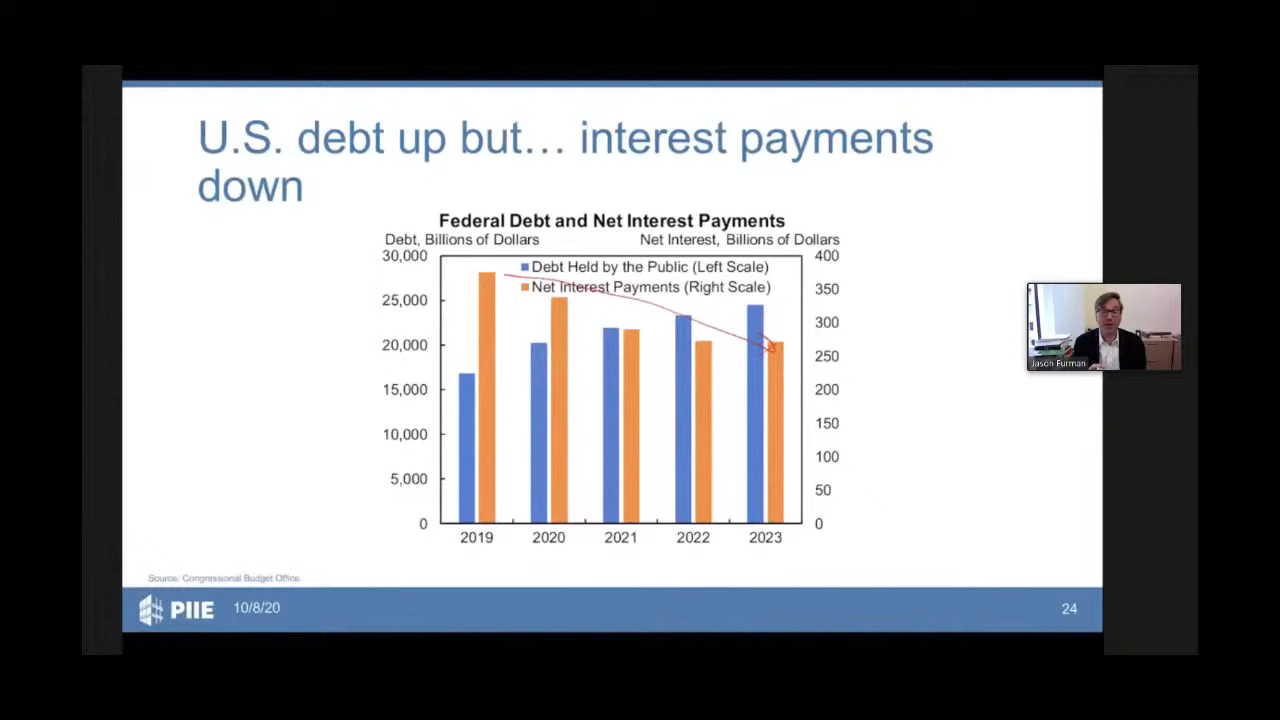 U.S. debt up but… interest payments
down
Federal Debt and Net Interest Payments
Debt, Billions of Dollars Net Interest, Billions of Dollars
30,000 400
Debt Held by the Public (Left Scale)
Net Interest Payments (Right Scale)
350
25,000
300
20,000
250
15,000
200
150
10,000
100
5,000
50
0 0
2019 2020 2021 2022 2023
Jason Furman
Source: Congressional Budget Office.
PIIE 10/8/20 24